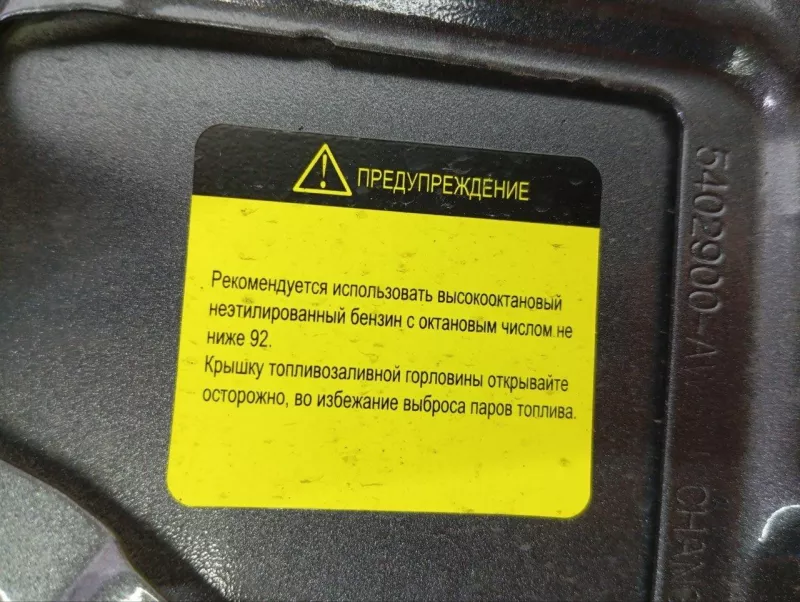 ПРЕДУПРЕЖДЕНИЕ
Рекомендуется использовать высокооктановый
неэтилированный бензин с октановым числом не
ниже 92.
Крышку топливозаливной горловины открывайте
осторожно, во избежание выброса паров топлива.
5402900-A
CHAN